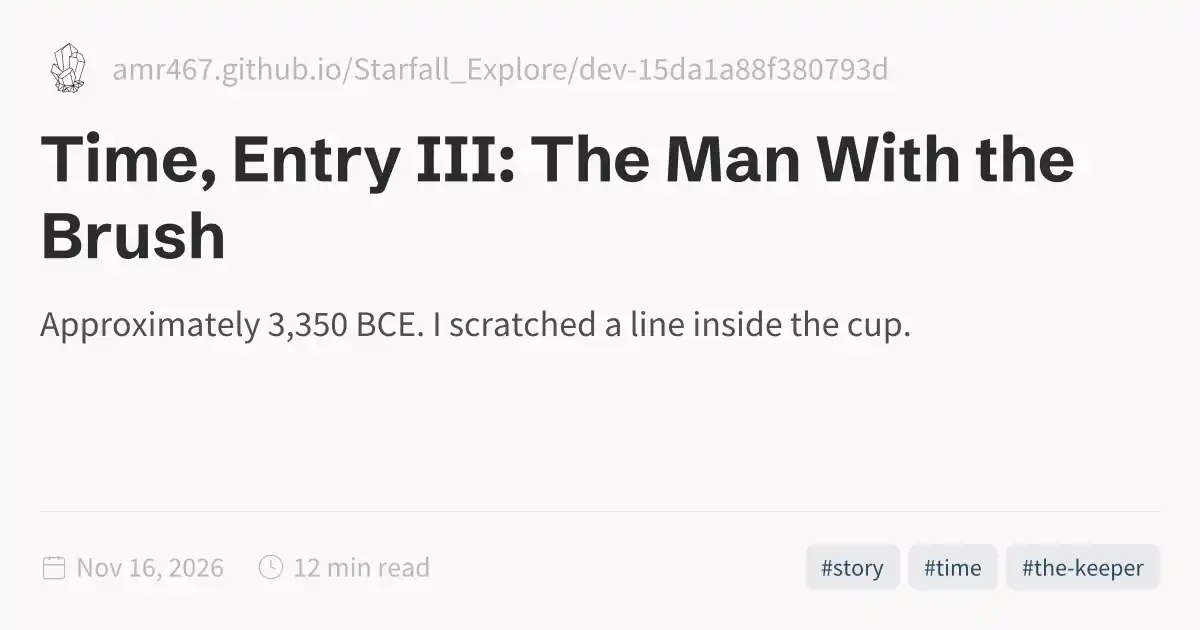 amr467.github.io/Starfall_Explore/dev-15da1a88f380793d
Time, Entry III: The Man With the
Brush
Approximately 3,350 BCE. I scratched a line inside the cup.
Nov 16, 2026
12 min read
#story
#time
#the-keeper